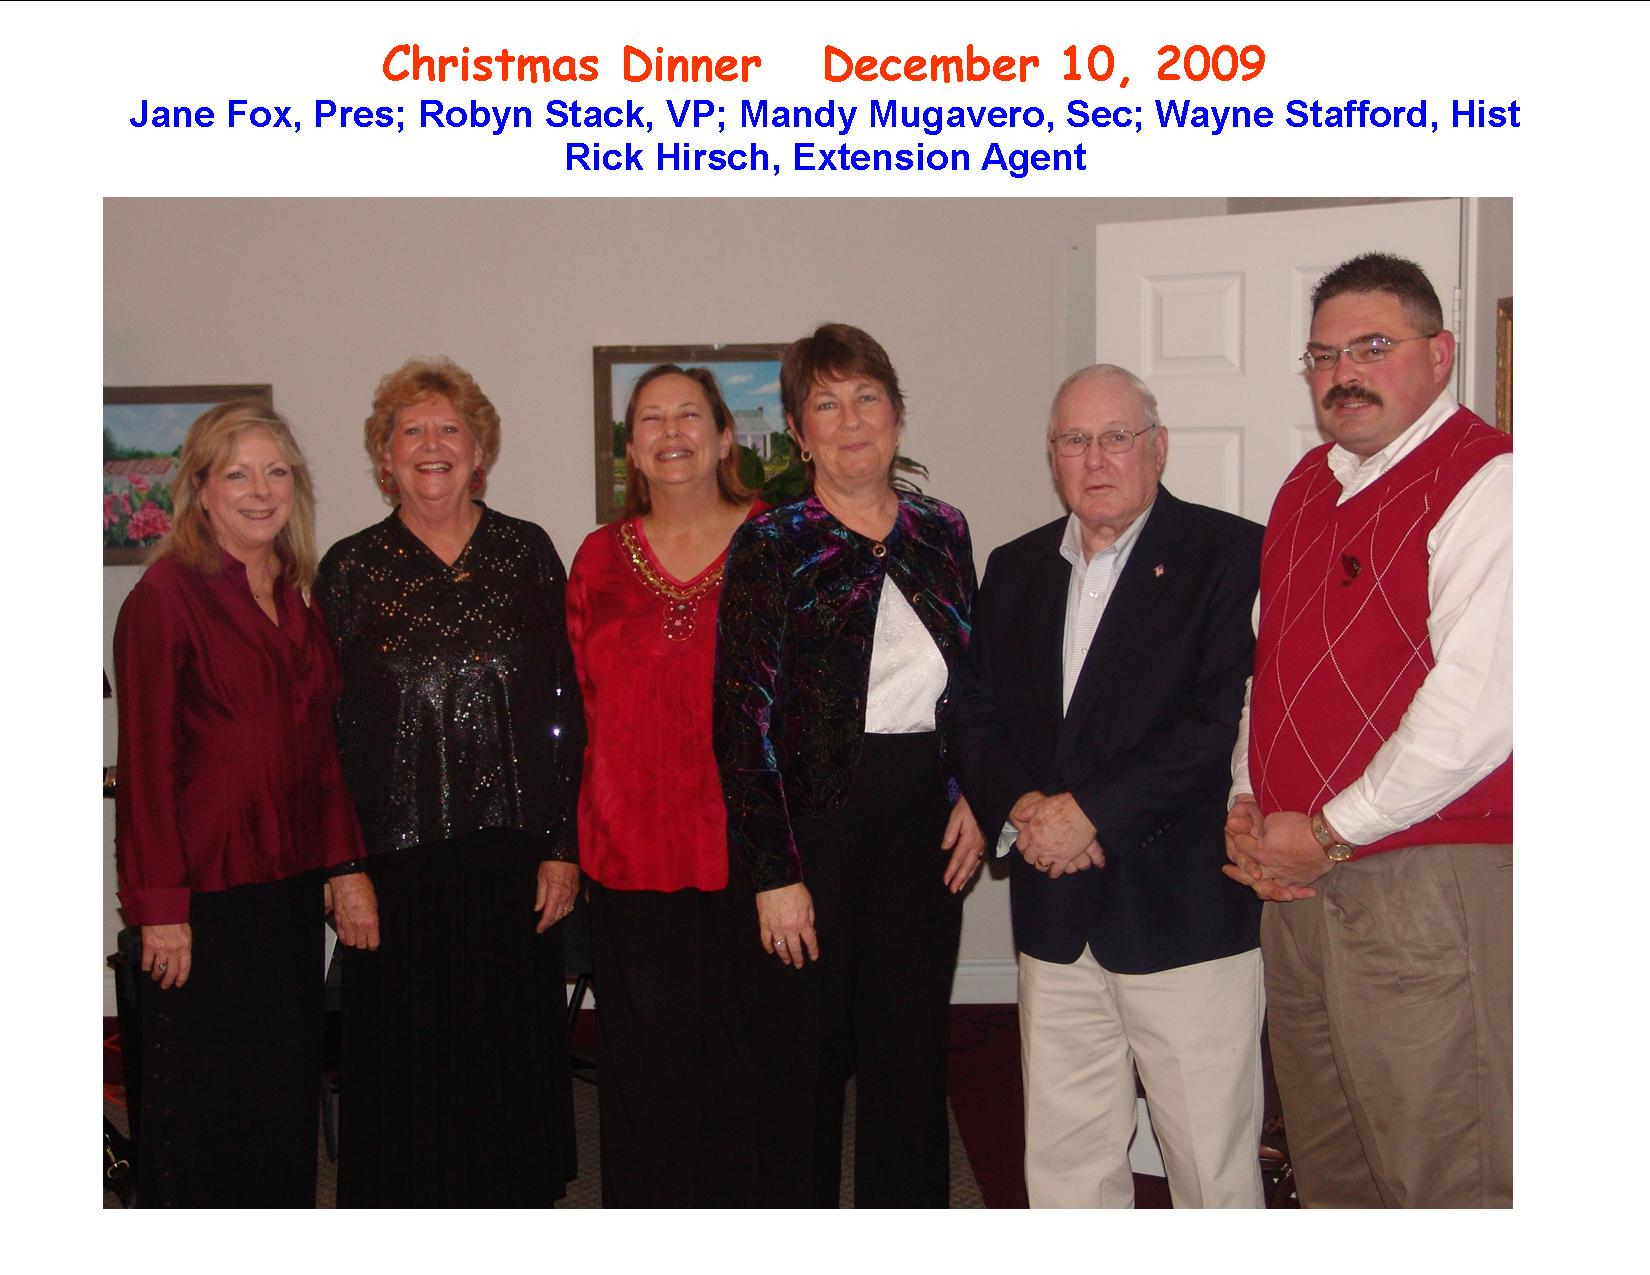 Christmas Dinner December 10, 2009
Jane Fox, Pres; Robyn Stack, VP; Mandy Mugavero, Sec; Wayne Stafford, Hist
Rick Hirsch, Extension Agent